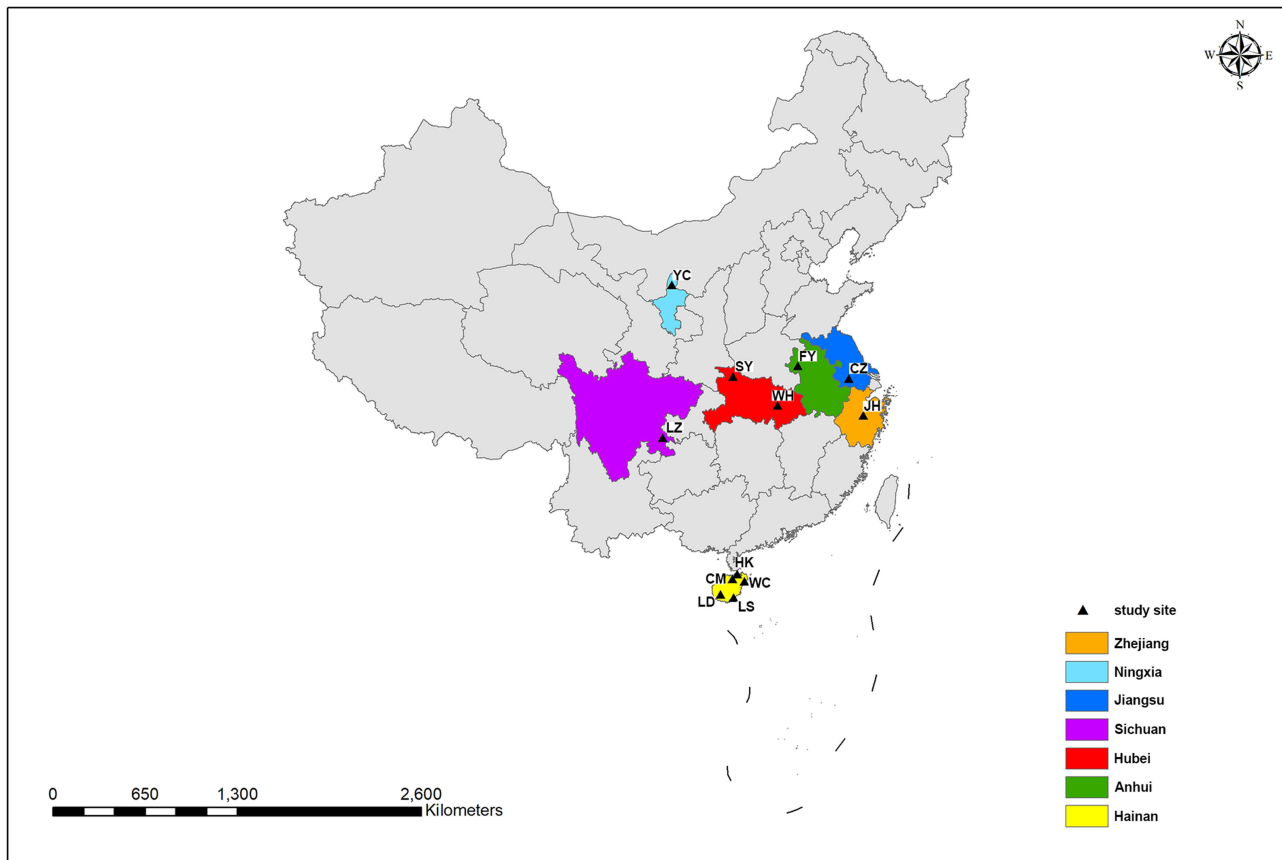 N
W E
S
YC
SY
FY
CZ
WH
JH
LZ
HK
CM
WC
LD
LS
study site
Zhejiang
Ningxia
Jiangsu
Sichuan
Hubei
Anhui
Hainan
0 650 1,300 2,600
Kilometers